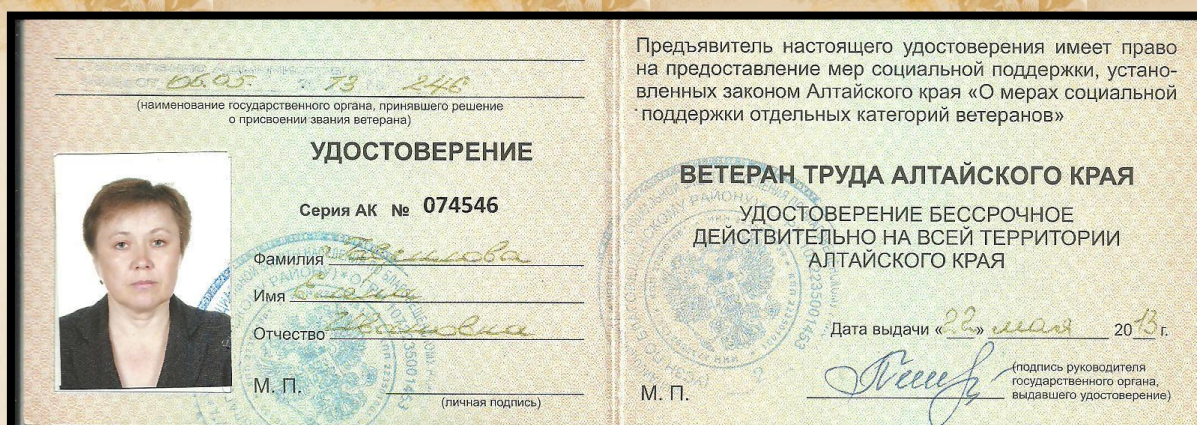 06.05. 73 246
(наименование государственного органа, принявшего решение
о присвоении звания ветерана)
УДОСТОВЕРЕНИЕ
Серия АК № 074546
Фамилия
Имя Елена
Отчество Ивановна
М. П.
(личная подпись)
Предъявитель настоящего удостоверения имеет право
на предоставление мер социальной поддержки, устано-
вленных законом Алтайского края «О мерах социальной
поддержки отдельных категорий ветеранов»
ВЕТЕРАН ТРУДА АЛТАЙСКОГО КРАЯ
УДОСТОВЕРЕНИЕ БЕССРОЧНОЕ
ДЕЙСТВИТЕЛЬНО НА ВСЕЙ ТЕРРИТОРИИ
АЛТАЙСКОГО КРАЯ
Дата выдачи «22» мая 2013 г.
(подпись руководителя
государственного органа,
выдавшего удостоверение)
М. П.